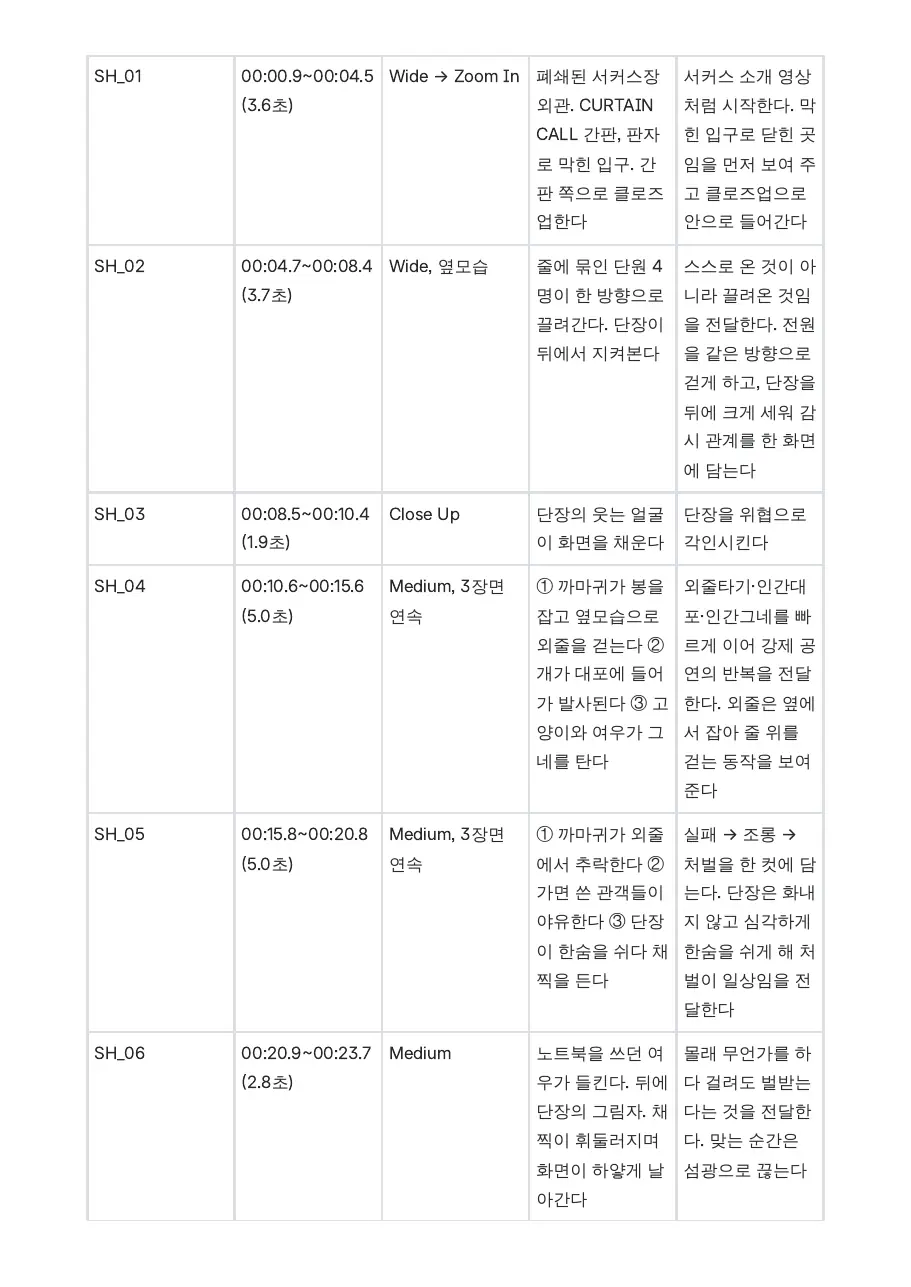 SH_01
00:00.9~00:04.5
(3.6초)
Wide → Zoom In
폐쇄된 서커스장
외관. CURTAIN
CALL 간판, 판자
로 막힌 입구. 간
판 쪽으로 클로즈
업한다
서커스 소개 영상
처럼 시작한다. 막
힌 입구로 닫힌 곳
임을 먼저 보여 주
고 클로즈업으로
안으로 들어간다
SH_02
00:04.7~00:08.4
(3.7초)
Wide, 옆모습
줄에 묶인 단원 4
명이 한 방향으로
끌려간다. 단장이
뒤에서 지켜본다
스스로 온 것이 아
니라 끌려온 것임
을 전달한다. 전원
을 같은 방향으로
걷게 하고, 단장을
뒤에 크게 세워 감
시 관계를 한 화면
에 담는다
SH_03
00:08.5~00:10.4
(1.9초)
Close Up
단장의 웃는 얼굴
이 화면을 채운다
단장을 위협으로
각인시킨다
SH_04
00:10.6~00:15.6
(5.0초)
Medium, 3장면
연속
① 까마귀가 봉을
잡고 옆모습으로
외줄을 걷는다 ②
개가 대포에 들어
가 발사된다 ③ 고
양이와 여우가 그
네를 탄다
외줄타기·인간대
포·인간그네를 빠
르게 이어 강제 공
연의 반복을 전달
한다. 외줄은 옆에
서 잡아 줄 위를
걷는 동작을 보여
준다
SH_05
00:15.8~00:20.8
(5.0초)
Medium, 3장면
연속
① 까마귀가 외줄
에서 추락한다 ②
가면 쓴 관객들이
야유한다 ③ 단장
이 한숨을 쉬다 채
찍을 든다
실패 → 조롱 →
처벌을 한 컷에 담
는다. 단장은 화내
지 않고 심각하게
한숨을 쉬게 해 처
벌이 일상임을 전
달한다
SH_06
00:20.9~00:23.7
(2.8초)
Medium
노트북을 쓰던 여
우가 들킨다. 뒤에
단장의 그림자. 채
찍이 휘둘러지며
화면이 하얗게 날
아간다
몰래 무언가를 하
다 걸려도 벌받는
다는 것을 전달한
다. 맞는 순간은
섬광으로 끊는다